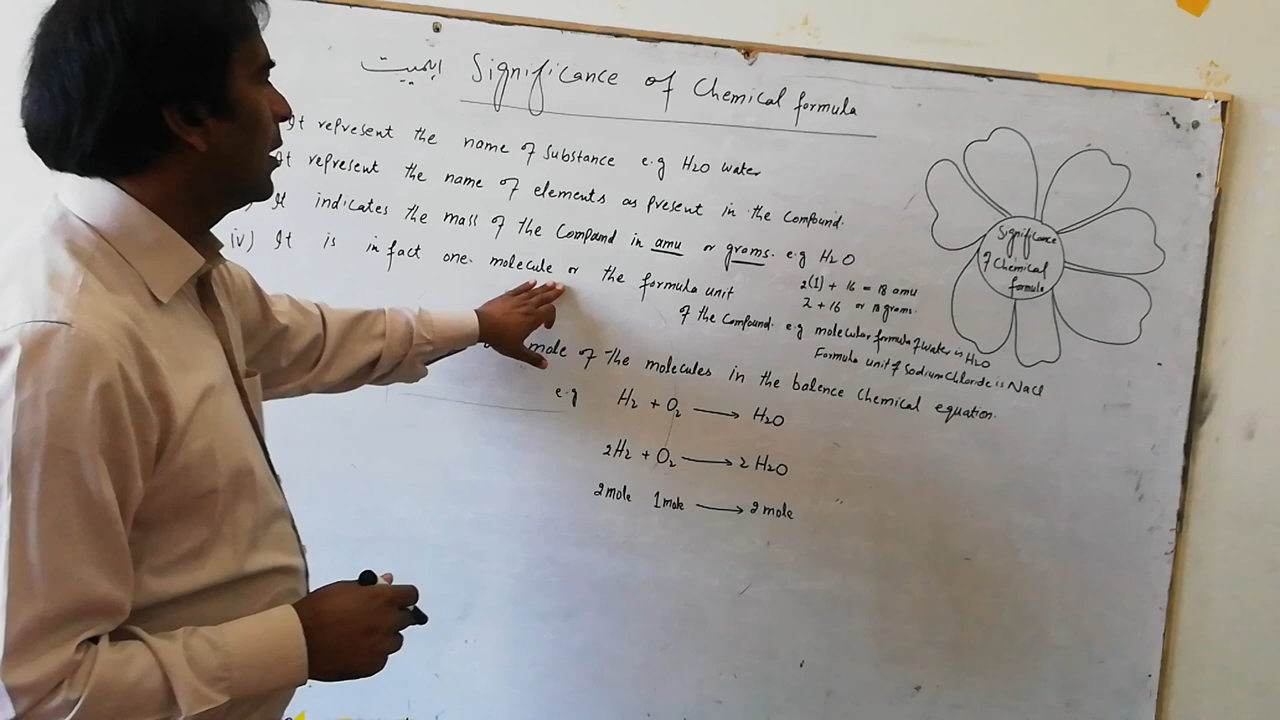 اہمیت Significance of Chemical formula
It represent the name of substance e.g H₂O water
It represent the name of elements as present in the compound.
) It indicates the mass of the Compound in amu or grams. e.g H₂O
2(1) + 16 = 18 amu
2 + 16 or 18 grams.
iv) It is in fact one molecule or the formula unit
of the Compound. e.g molecular formula of water is H₂O
Formula unit of Sodium Chloride is Nacl
mole of the molecules in the balence chemical equation.
e.g H₂ + O₂ → H₂O
2H₂ + O₂ → 2 H₂O
2mole 1mole → 2 mole
Significance
of Chemical
formula